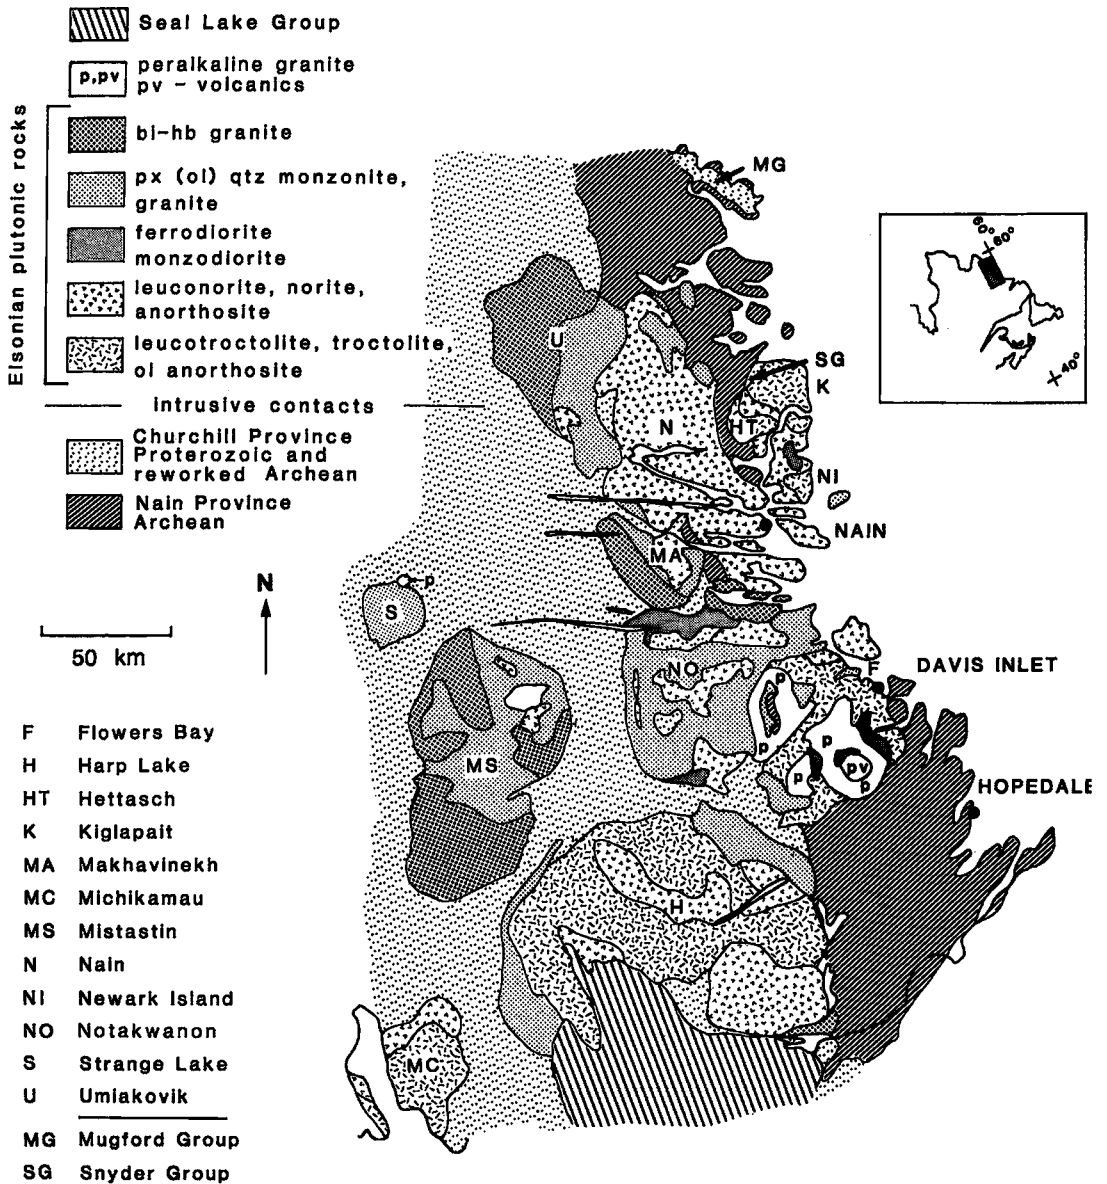 Seal Lake Group
p,pv
peralkaline granite
pv - volcanics
Elsonian plutonic rocks
bi-hb granite
px (ol) qtz monzonite,
granite
ferrodiorite
monzodiorite
leuconorite, norite,
anorthosite
leucotroctolite, troctolite,
ol anorthosite
intrusive contacts
Churchill Province
Proterozoic and
reworked Archean
Nain Province
Archean
N
50 km
F Flowers Bay
H Harp Lake
HT Hettasch
K Kiglapait
MA Makhavinekh
MC Michikamau
MS Mistastin
N Nain
NI Newark Island
NO Notakwanon
S Strange Lake
U Umiakovik
MG Mugford Group
SG Snyder Group
MG
60°
60°
40°
U
SG
K
N
HT
NI
NAIN
MA
p
S
NO
F
DAVIS INLET
p
p
p
MS
p
pv
p
HOPEDALE
H
MC